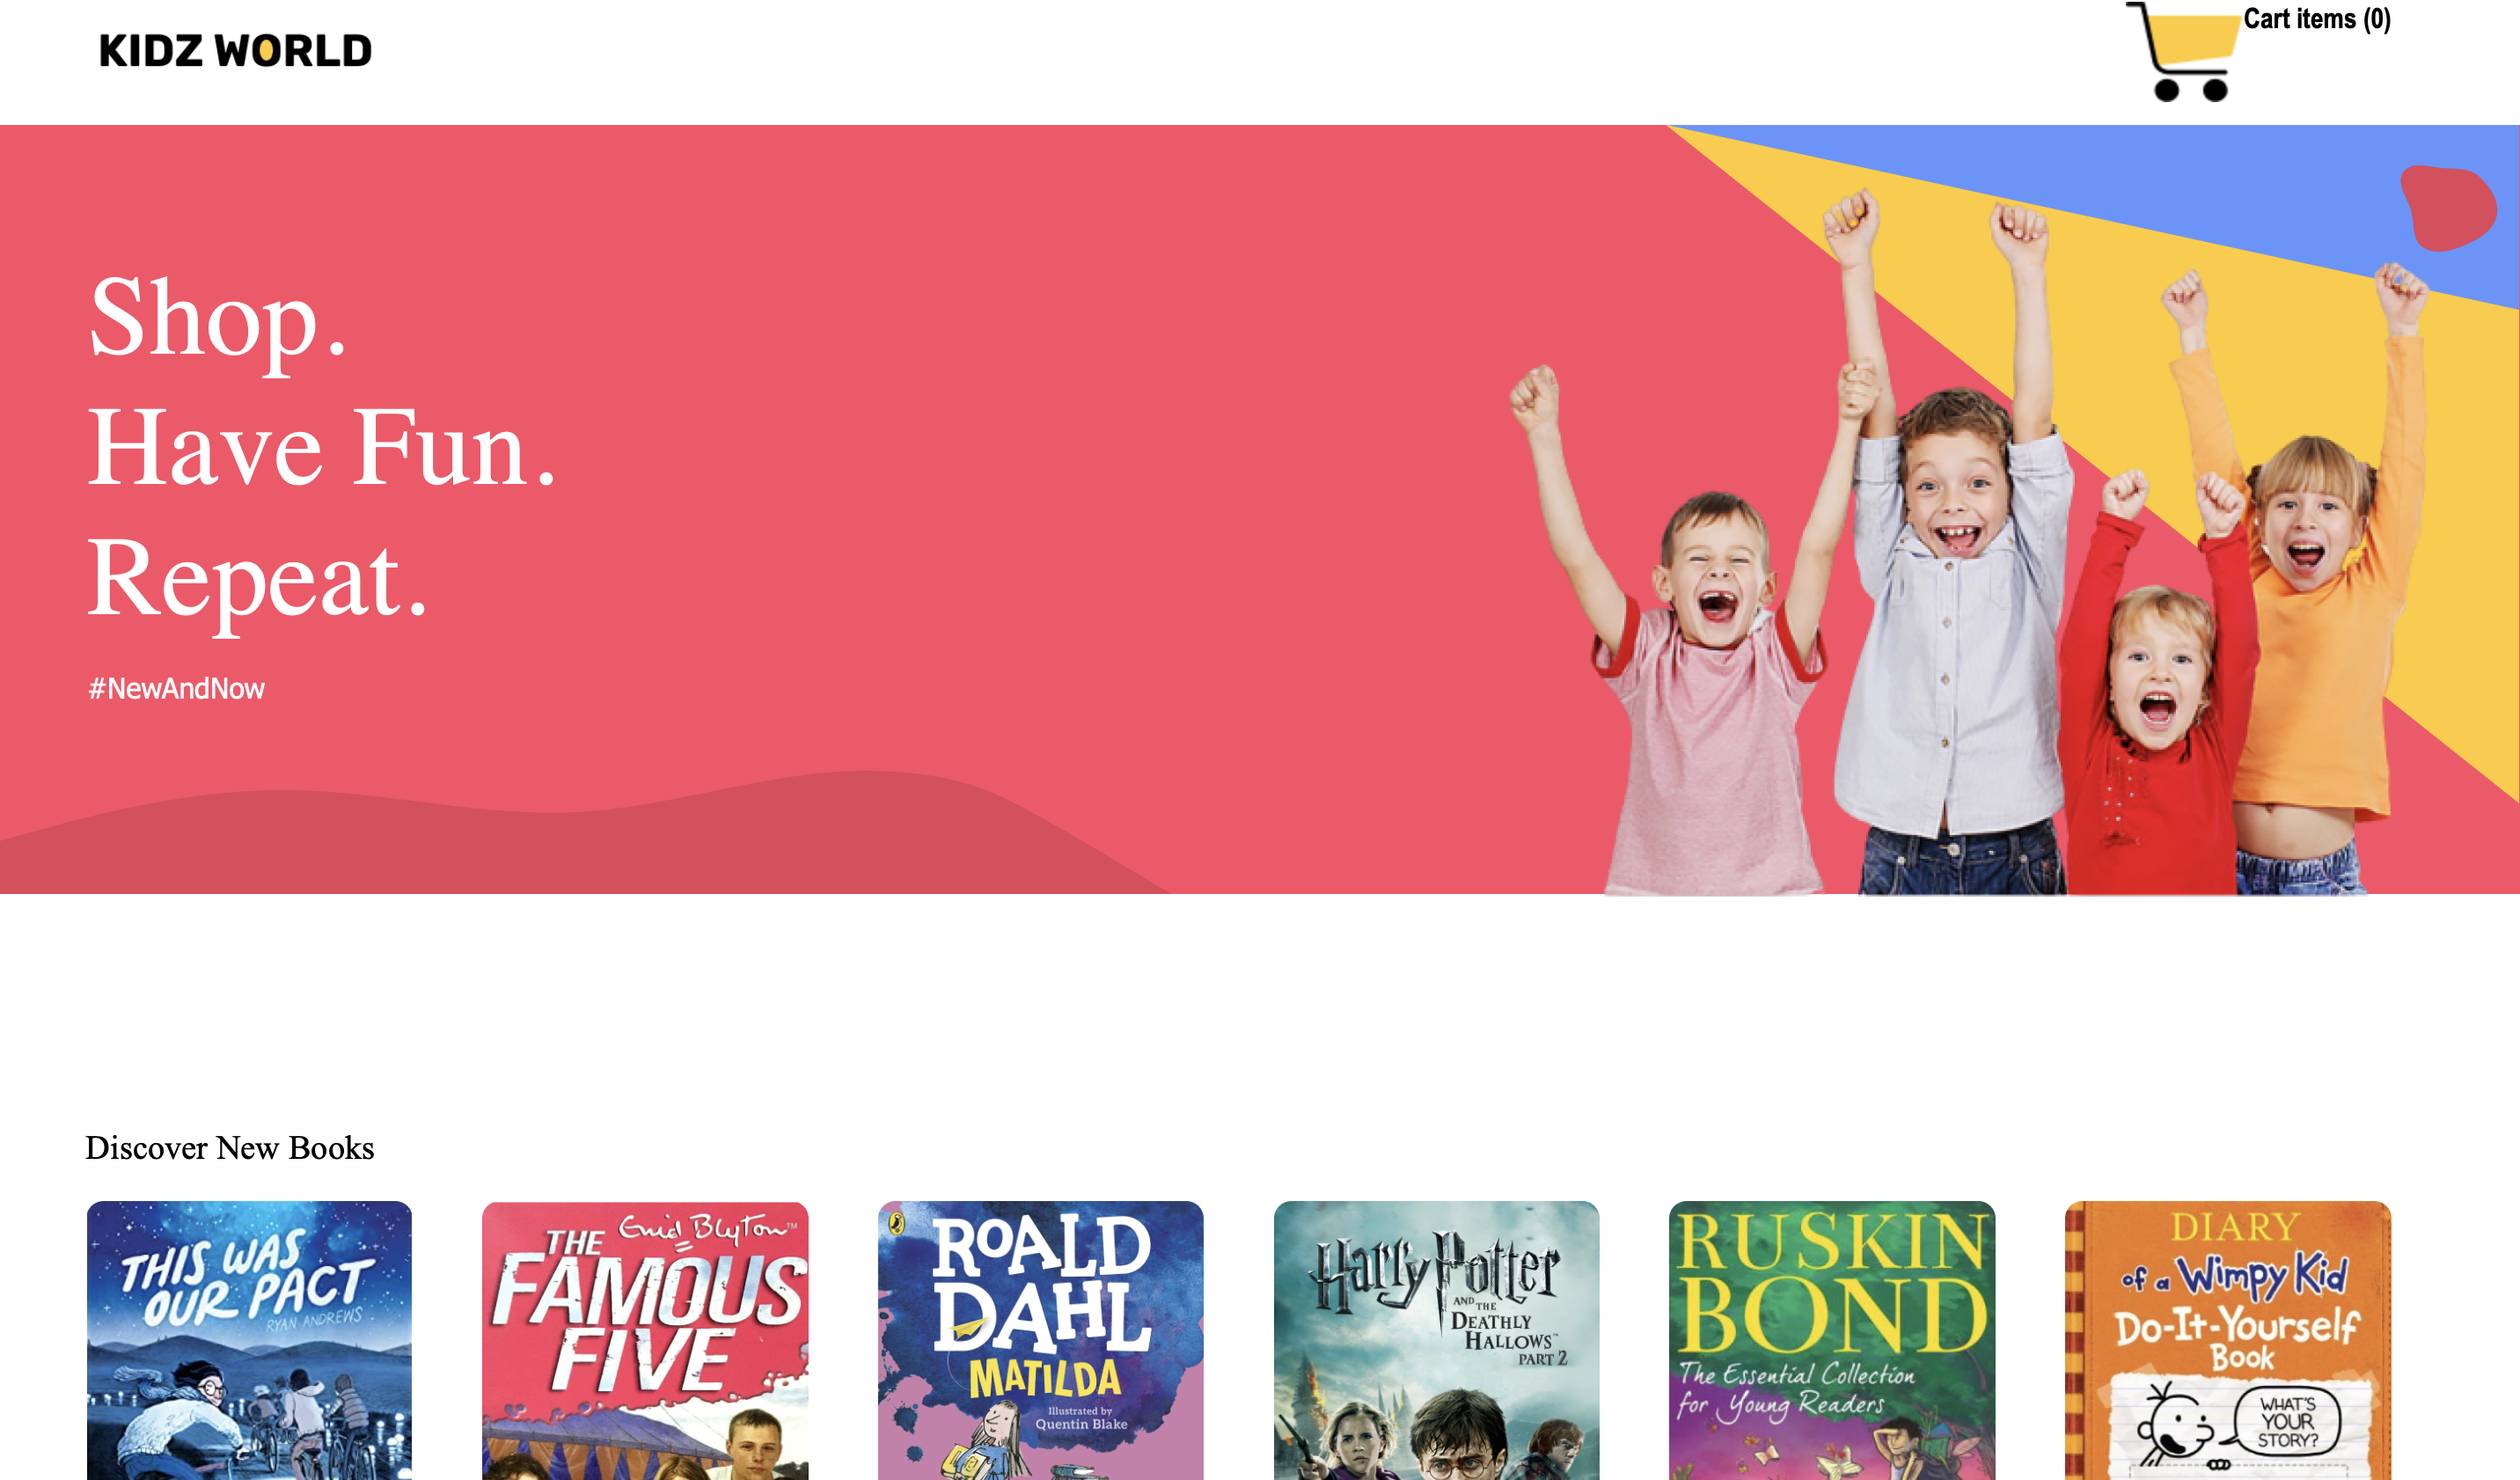 KIDZ WORLD
Cart items (0)
Shop.
Have Fun.
Repeat.
#NewAndNow
Discover New Books
THIS WAS
OUR PACT
RYAN ANDREWS
Enid Blyton™
THE
FAMOUS
FIVE
ROALD
DAHL
MATILDA
Illustrated by
Quentin Blake
Harry Potter
AND THE
DEATHLY
HALLOWS™
PART 2
RUSKIN
BOND
The Essential Collection
for Young Readers
DIARY
of a Wimpy Kid
Do-It-Yourself
Book
WHAT'S
YOUR
STORY?